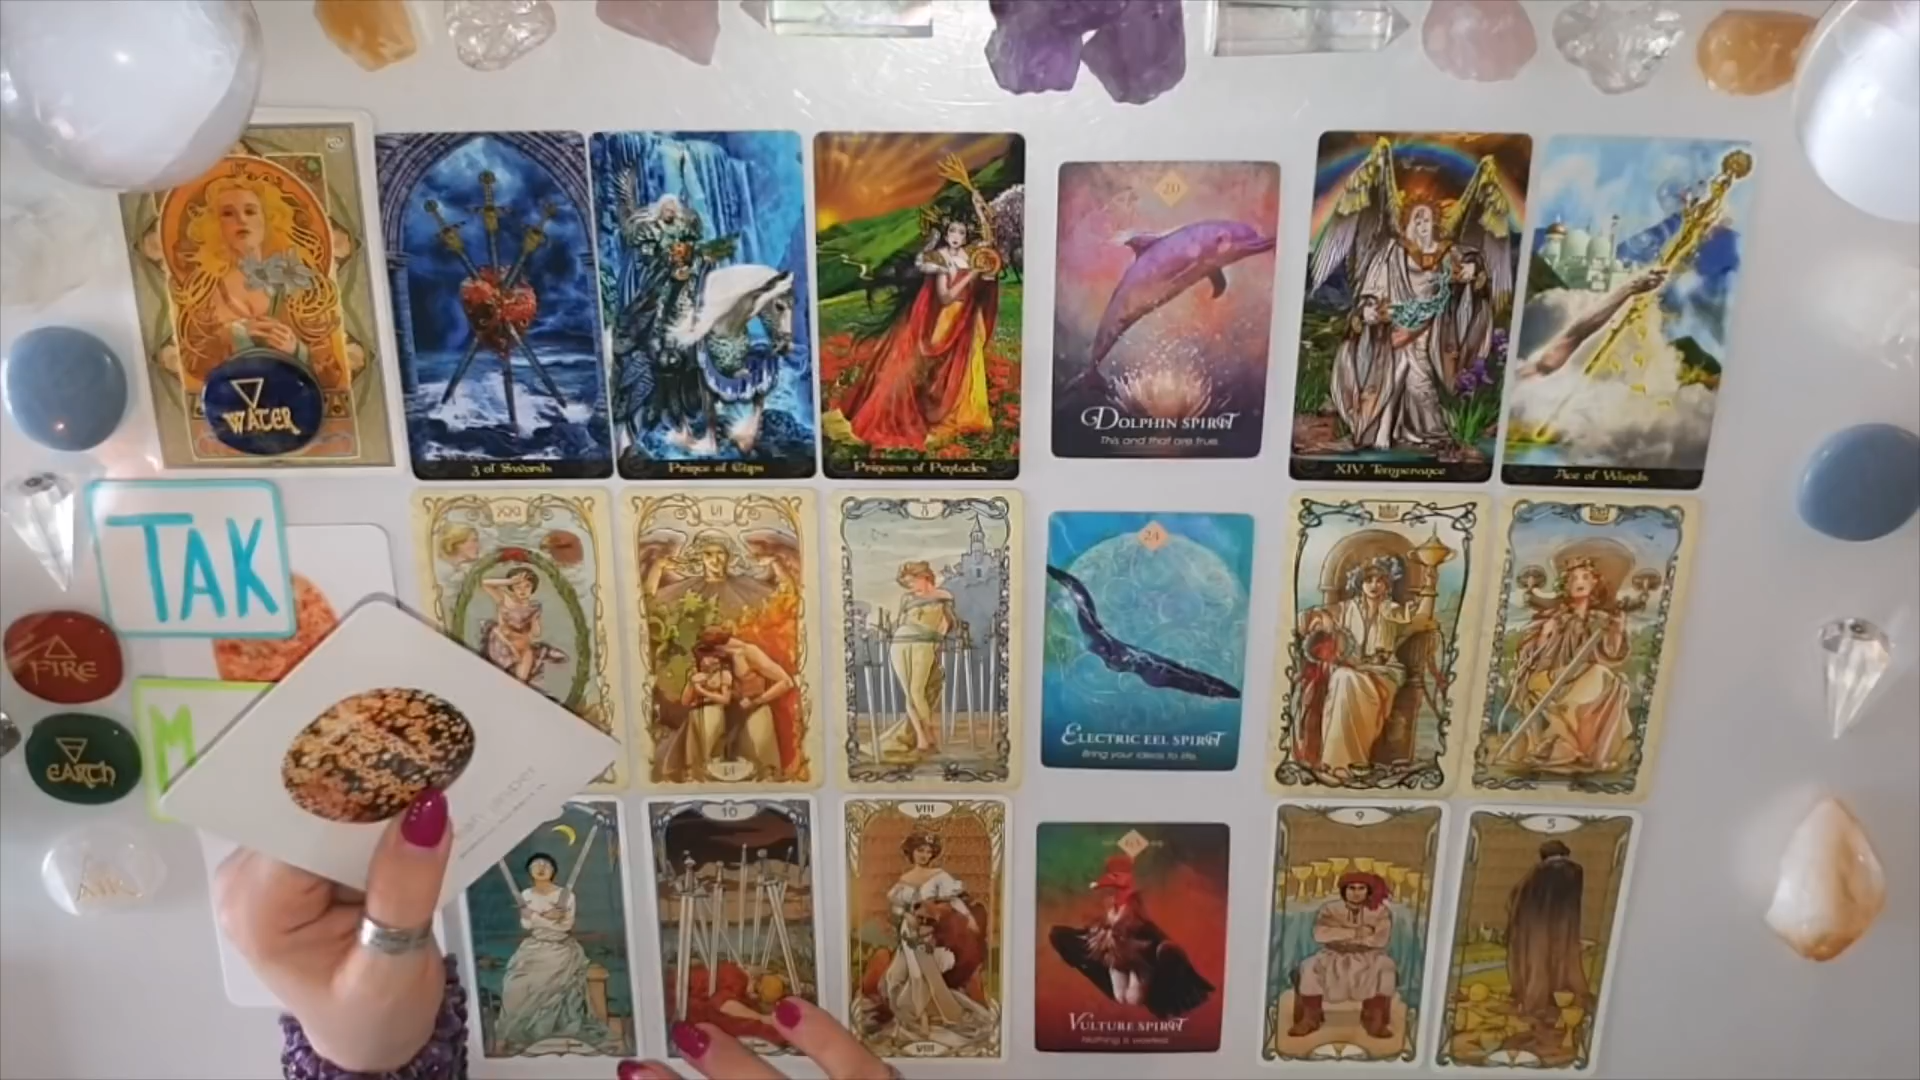 3 of Swords
Prince of Cups
Princess of Pentacles
20
DOLPHIN SPIRIT
This and that are true.
XIV. Temperance
Ace of Wands
WATER
TAK
XXI
VI
8
24
ELECTRIC EEL SPIRIT
Bring your ideas to life.
FIRE
EARTH
M
AIR
10
VIII
VIII
VULTURE SPIRIT
Nothing is wasted.
9
5